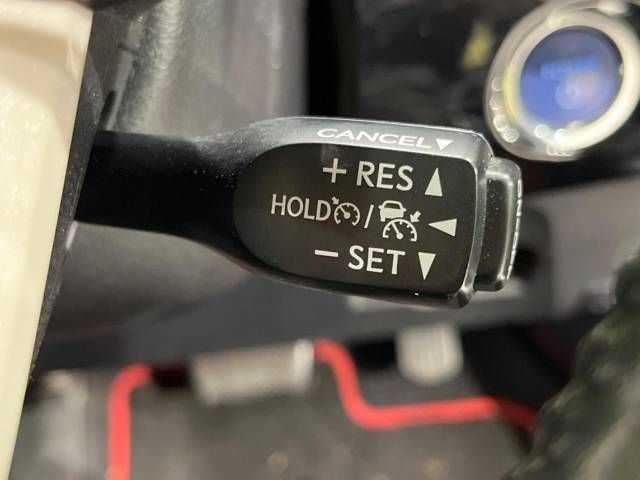 CANCEL▼
+ RES ▲
HOLD / ◄
− SET ▼